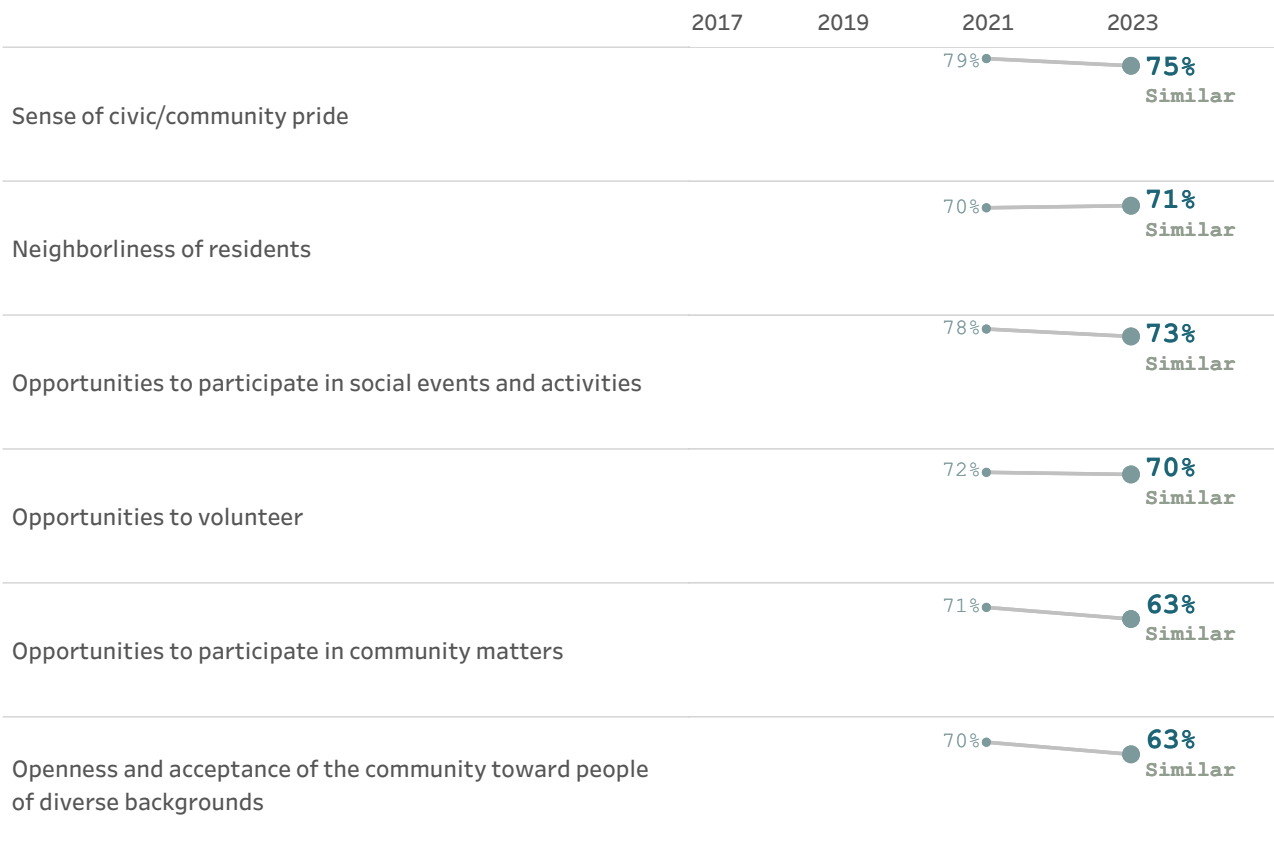 2017 2019 2021 2023
79% 75%
Similar
Sense of civic/community pride
70% 71%
Similar
Neighborliness of residents
78% 73%
Similar
Opportunities to participate in social events and activities
72% 70%
Similar
Opportunities to volunteer
71% 63%
Similar
Opportunities to participate in community matters
70% 63%
Similar
Openness and acceptance of the community toward people
of diverse backgrounds